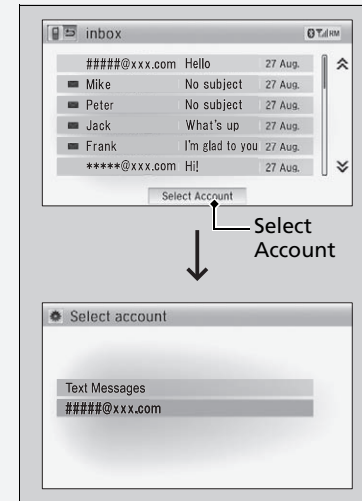 inbox
#####@xxx.com Hello 27 Aug.
Mike No subject 27 Aug.
Peter No subject 27 Aug.
Jack What's up 27 Aug.
Frank I'm glad to you 27 Aug.
*****@xxx.com Hi! 27 Aug.
Select Account
Select
Account
Select account
Text Messages
#####@xxx.com